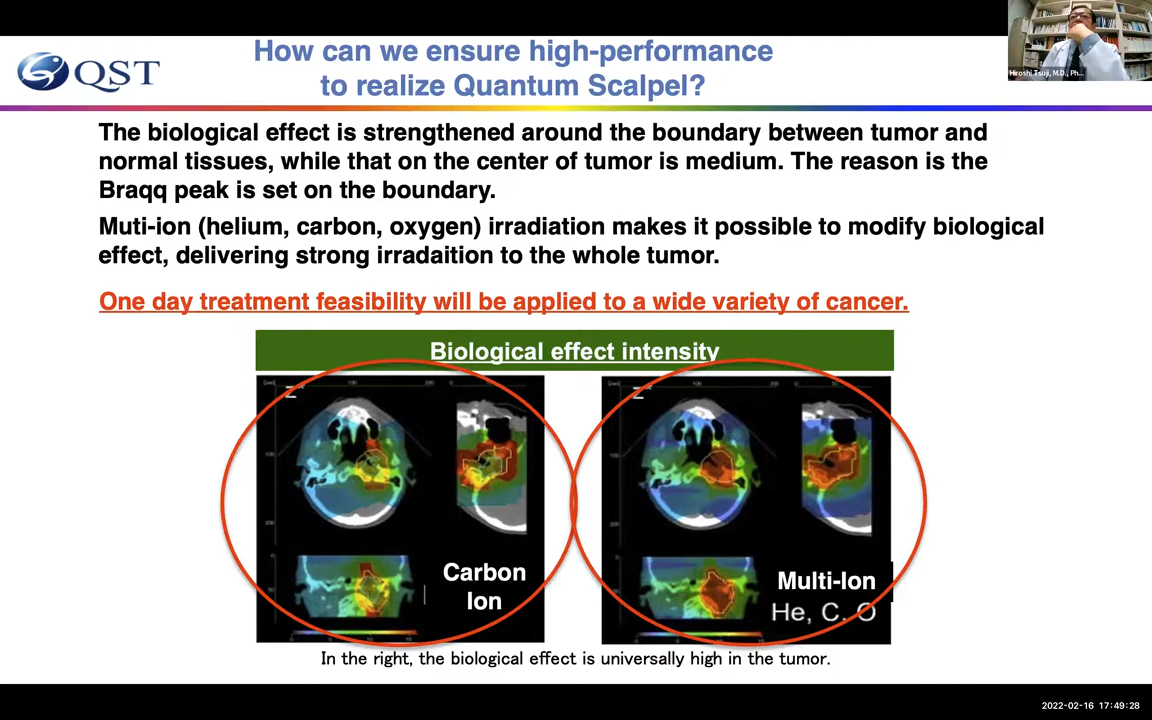 How can we ensure high-performance
to realize Quantum Scalpel?
QST
Hiroshi Tsuji, M.D., Ph...
The biological effect is strengthened around the boundary between tumor and
normal tissues, while that on the center of tumor is medium. The reason is the
Braqq peak is set on the boundary.
Muti-ion (helium, carbon, oxygen) irradiation makes it possible to modify biological
effect, delivering strong irradaition to the whole tumor.
One day treatment feasibility will be applied to a wide variety of cancer.
Biological effect intensity
Carbon
Ion
Multi-Ion
He, C. O
In the right, the biological effect is universally high in the tumor.
2022-02-16 17:49:28